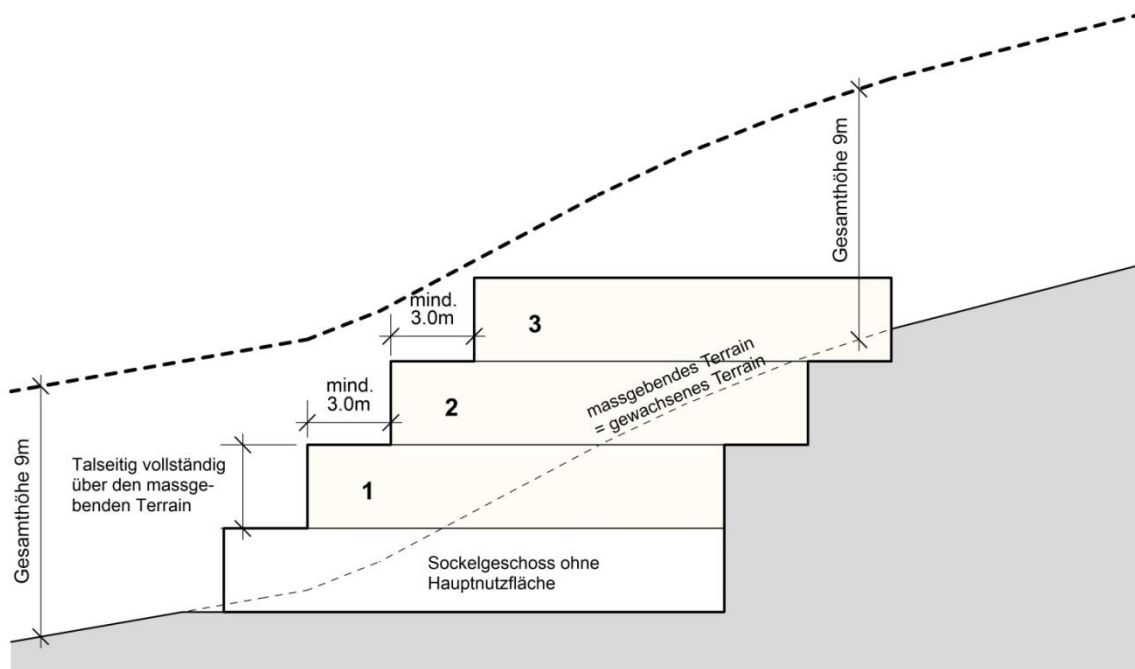 Gesamthöhe 9m
mind.
3.0m
3
massgebendes Terrain
= gewachsenes Terrain
mind.
3.0m
2
Talseitig vollständig
über den massge-
benden Terrain
1
Gesamthöhe 9m
Sockelgeschoss ohne
Hauptnutzfläche